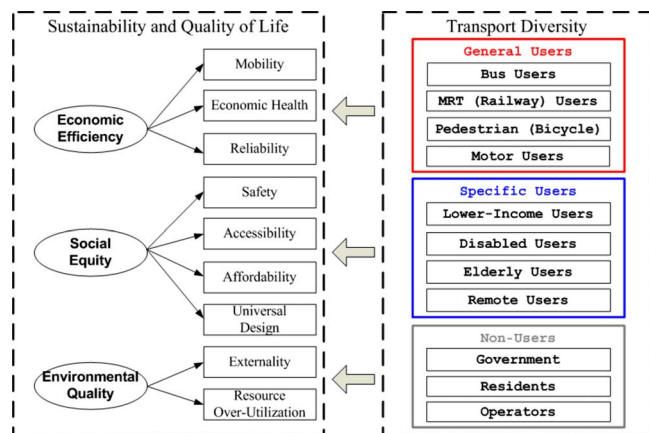 Sustainability and Quality of Life
Economic
Efficiency
Mobility
Economic Health
Reliability
Social
Equity
Safety
Accessibility
Affordability
Universal
Design
Environmental
Quality
Externality
Resource
Over-Utilization
Transport Diversity
General Users
Bus Users
MRT (Railway) Users
Pedestrian (Bicycle)
Motor Users
Specific Users
Lower-Income Users
Disabled Users
Elderly Users
Remote Users
Non-Users
Government
Residents
Operators